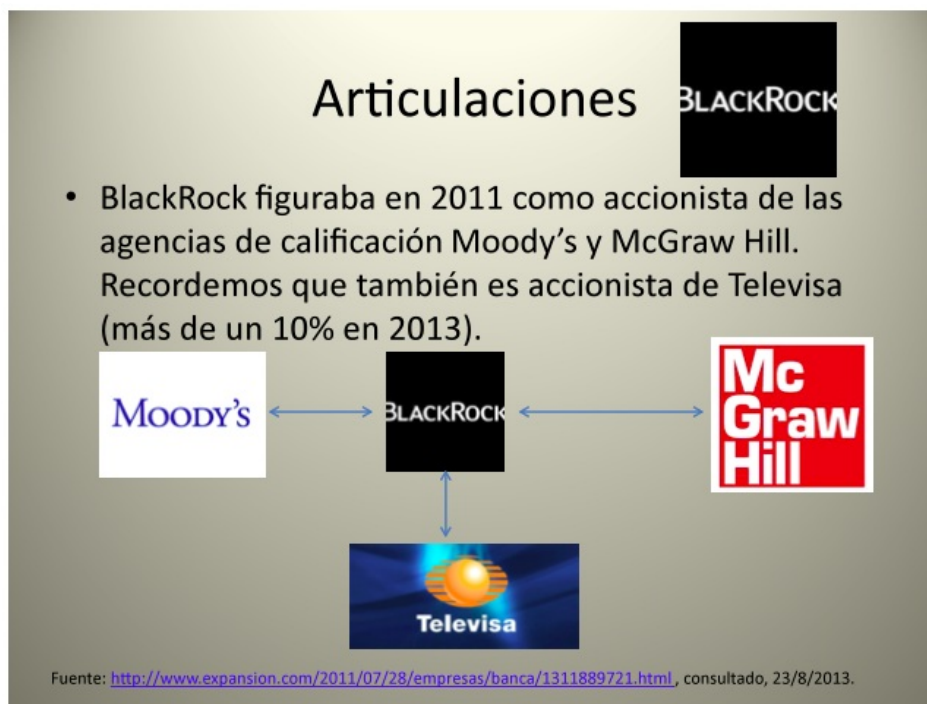 Articulaciones
BLACKROCK
• BlackRock figuraba en 2011 como accionista de las
agencias de calificación Moody's y McGraw Hill.
Recordemos que también es accionista de Televisa
(más de un 10% en 2013).
MOODY'S
BLACKROCK
Mc
Graw
Hill
Televisa
Fuente: http://www.expansion.com/2011/07/28/empresas/banca/1311889721.html , consultado, 23/8/2013.